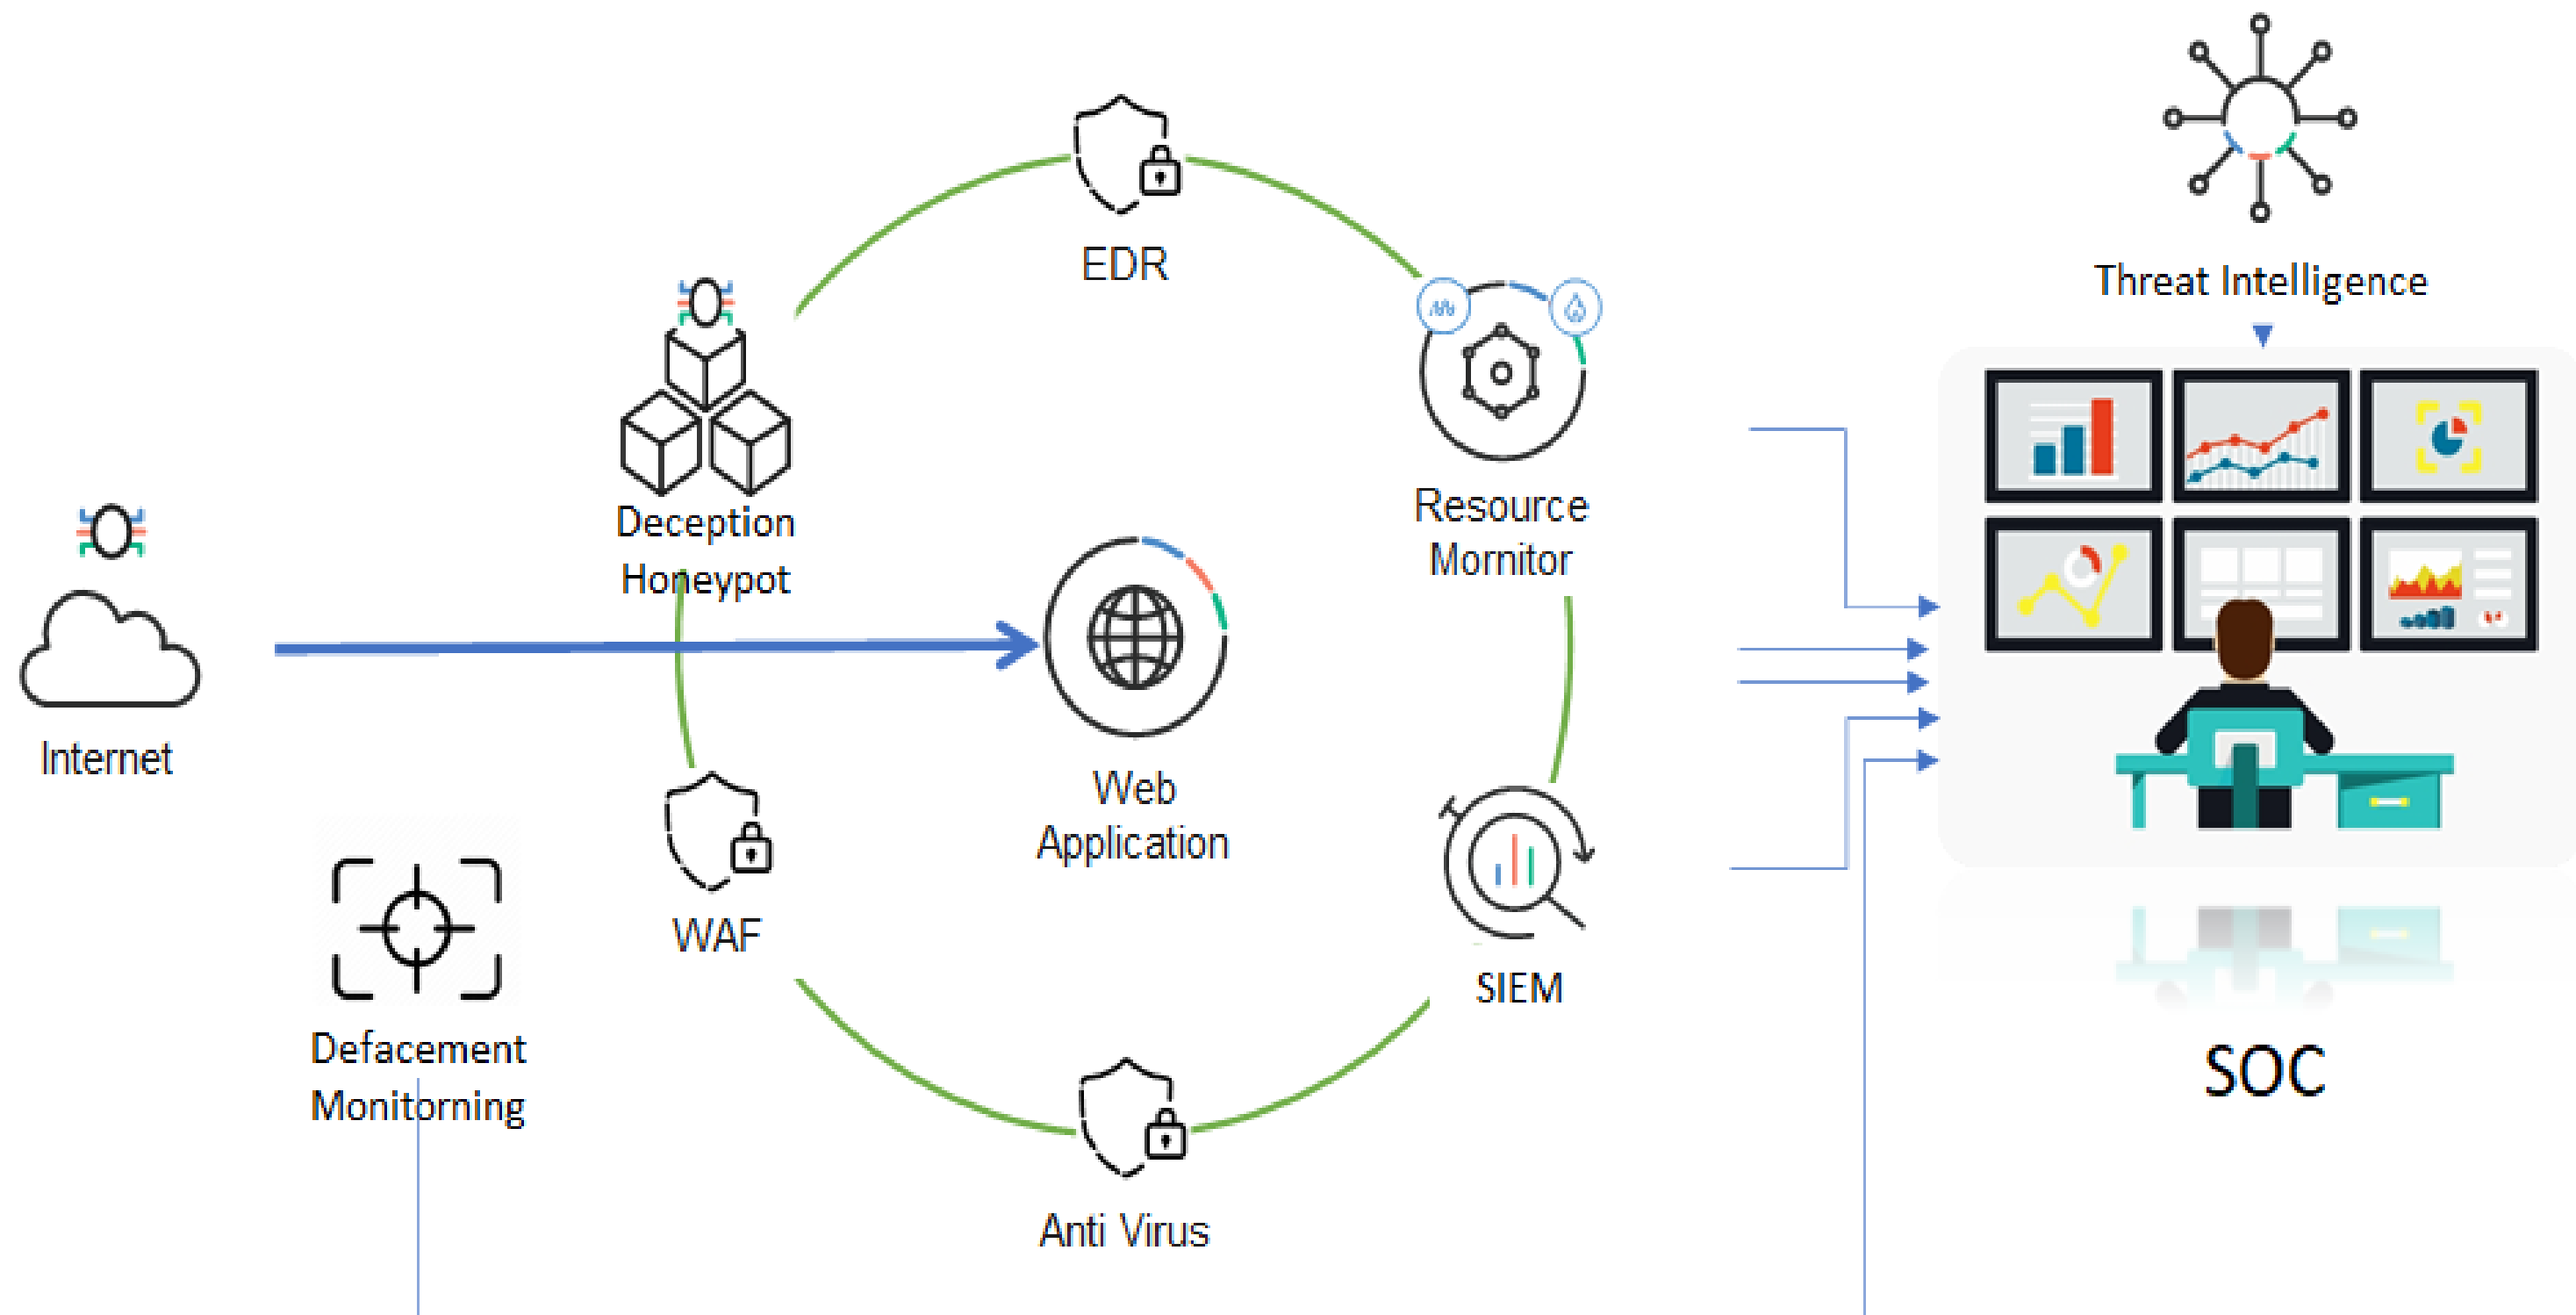 EDR
Threat Intelligence
Deception
Honeypot
Resource
Mornitor
Internet
Web
Application
WAF
SIEM
Defacement
Monitorning
SOC
Anti Virus